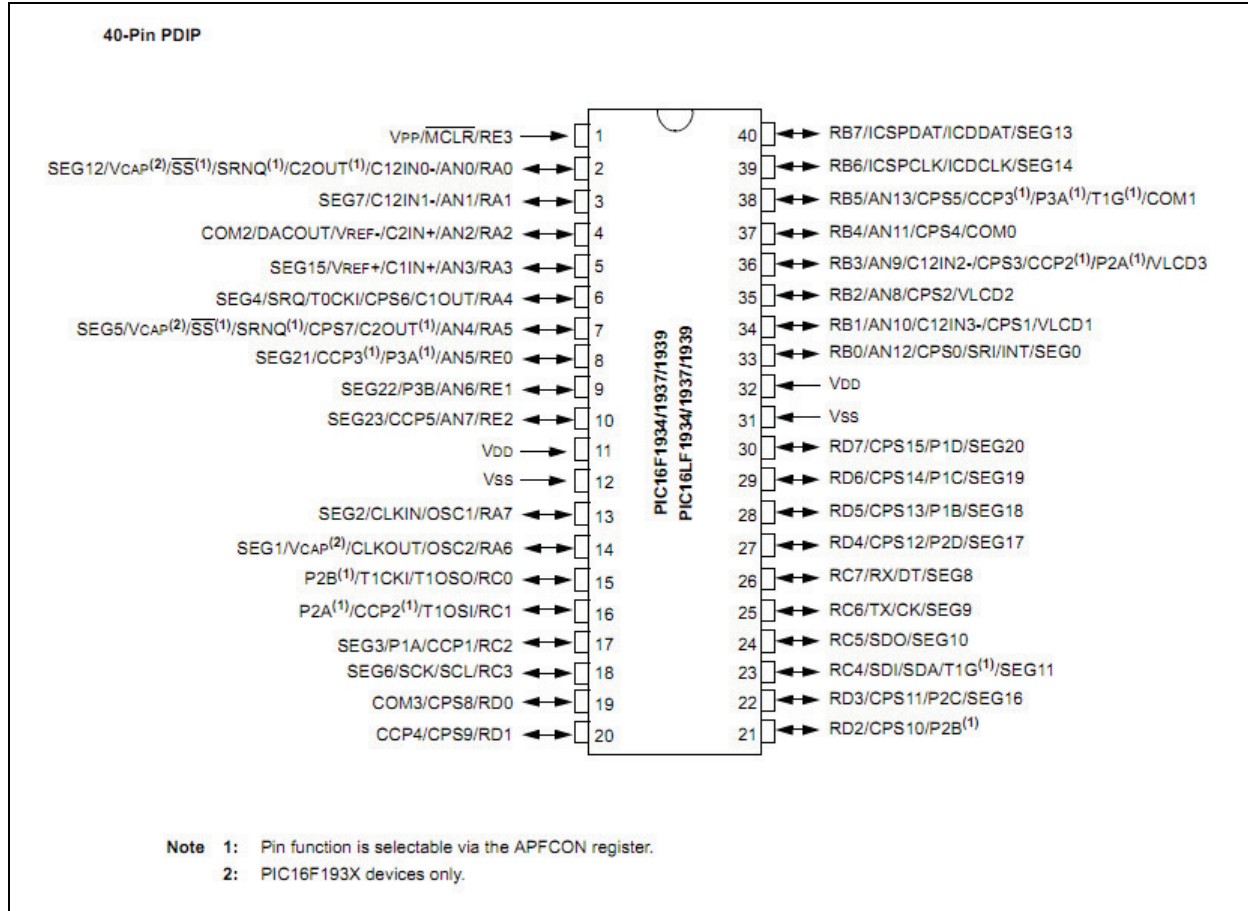 40-Pin PDIP
VPP/MCLR/RE3 1
SEG12/VCAP(2)/SS(1)/SRNQ(1)/C2OUT(1)/C12IN0-/AN0/RA0 2
SEG7/C12IN1-/AN1/RA1 3
COM2/DACOUT/VREF-/C2IN+/AN2/RA2 4
SEG15/VREF+/C1IN+/AN3/RA3 5
SEG4/SRQ/T0CKI/CPS6/C1OUT/RA4 6
SEG5/VCAP(2)/SS(1)/SRNQ(1)/CPS7/C2OUT(1)/AN4/RA5 7
SEG21/CCP3(1)/P3A(1)/AN5/RE0 8
SEG22/P3B/AN6/RE1 9
SEG23/CCP5/AN7/RE2 10
VDD 11
VSS 12
SEG2/CLKIN/OSC1/RA7 13
SEG1/VCAP(2)/CLKOUT/OSC2/RA6 14
P2B(1)/T1CKI/T1OSO/RC0 15
P2A(1)/CCP2(1)/T1OSI/RC1 16
SEG3/P1A/CCP1/RC2 17
SEG6/SCK/SCL/RC3 18
COM3/CPS8/RD0 19
CCP4/CPS9/RD1 20
PIC16F1934/1937/1939
PIC16LF1934/1937/1939
40 RB7/ICSPDAT/ICDDAT/SEG13
39 RB6/ICSPCLK/ICDCLK/SEG14
38 RB5/AN13/CPS5/CCP3(1)/P3A(1)/T1G(1)/COM1
37 RB4/AN11/CPS4/COM0
36 RB3/AN9/C12IN2-/CPS3/CCP2(1)/P2A(1)/VLCD3
35 RB2/AN8/CPS2/VLCD2
34 RB1/AN10/C12IN3-/CPS1/VLCD1
33 RB0/AN12/CPS0/SRI/INT/SEG0
32 VDD
31 VSS
30 RD7/CPS15/P1D/SEG20
29 RD6/CPS14/P1C/SEG19
28 RD5/CPS13/P1B/SEG18
27 RD4/CPS12/P2D/SEG17
26 RC7/RX/DT/SEG8
25 RC6/TX/CK/SEG9
24 RC5/SDO/SEG10
23 RC4/SDI/SDA/T1G(1)/SEG11
22 RD3/CPS11/P2C/SEG16
21 RD2/CPS10/P2B(1)
Note 1: Pin function is selectable via the APFCON register.
2: PIC16F193X devices only.